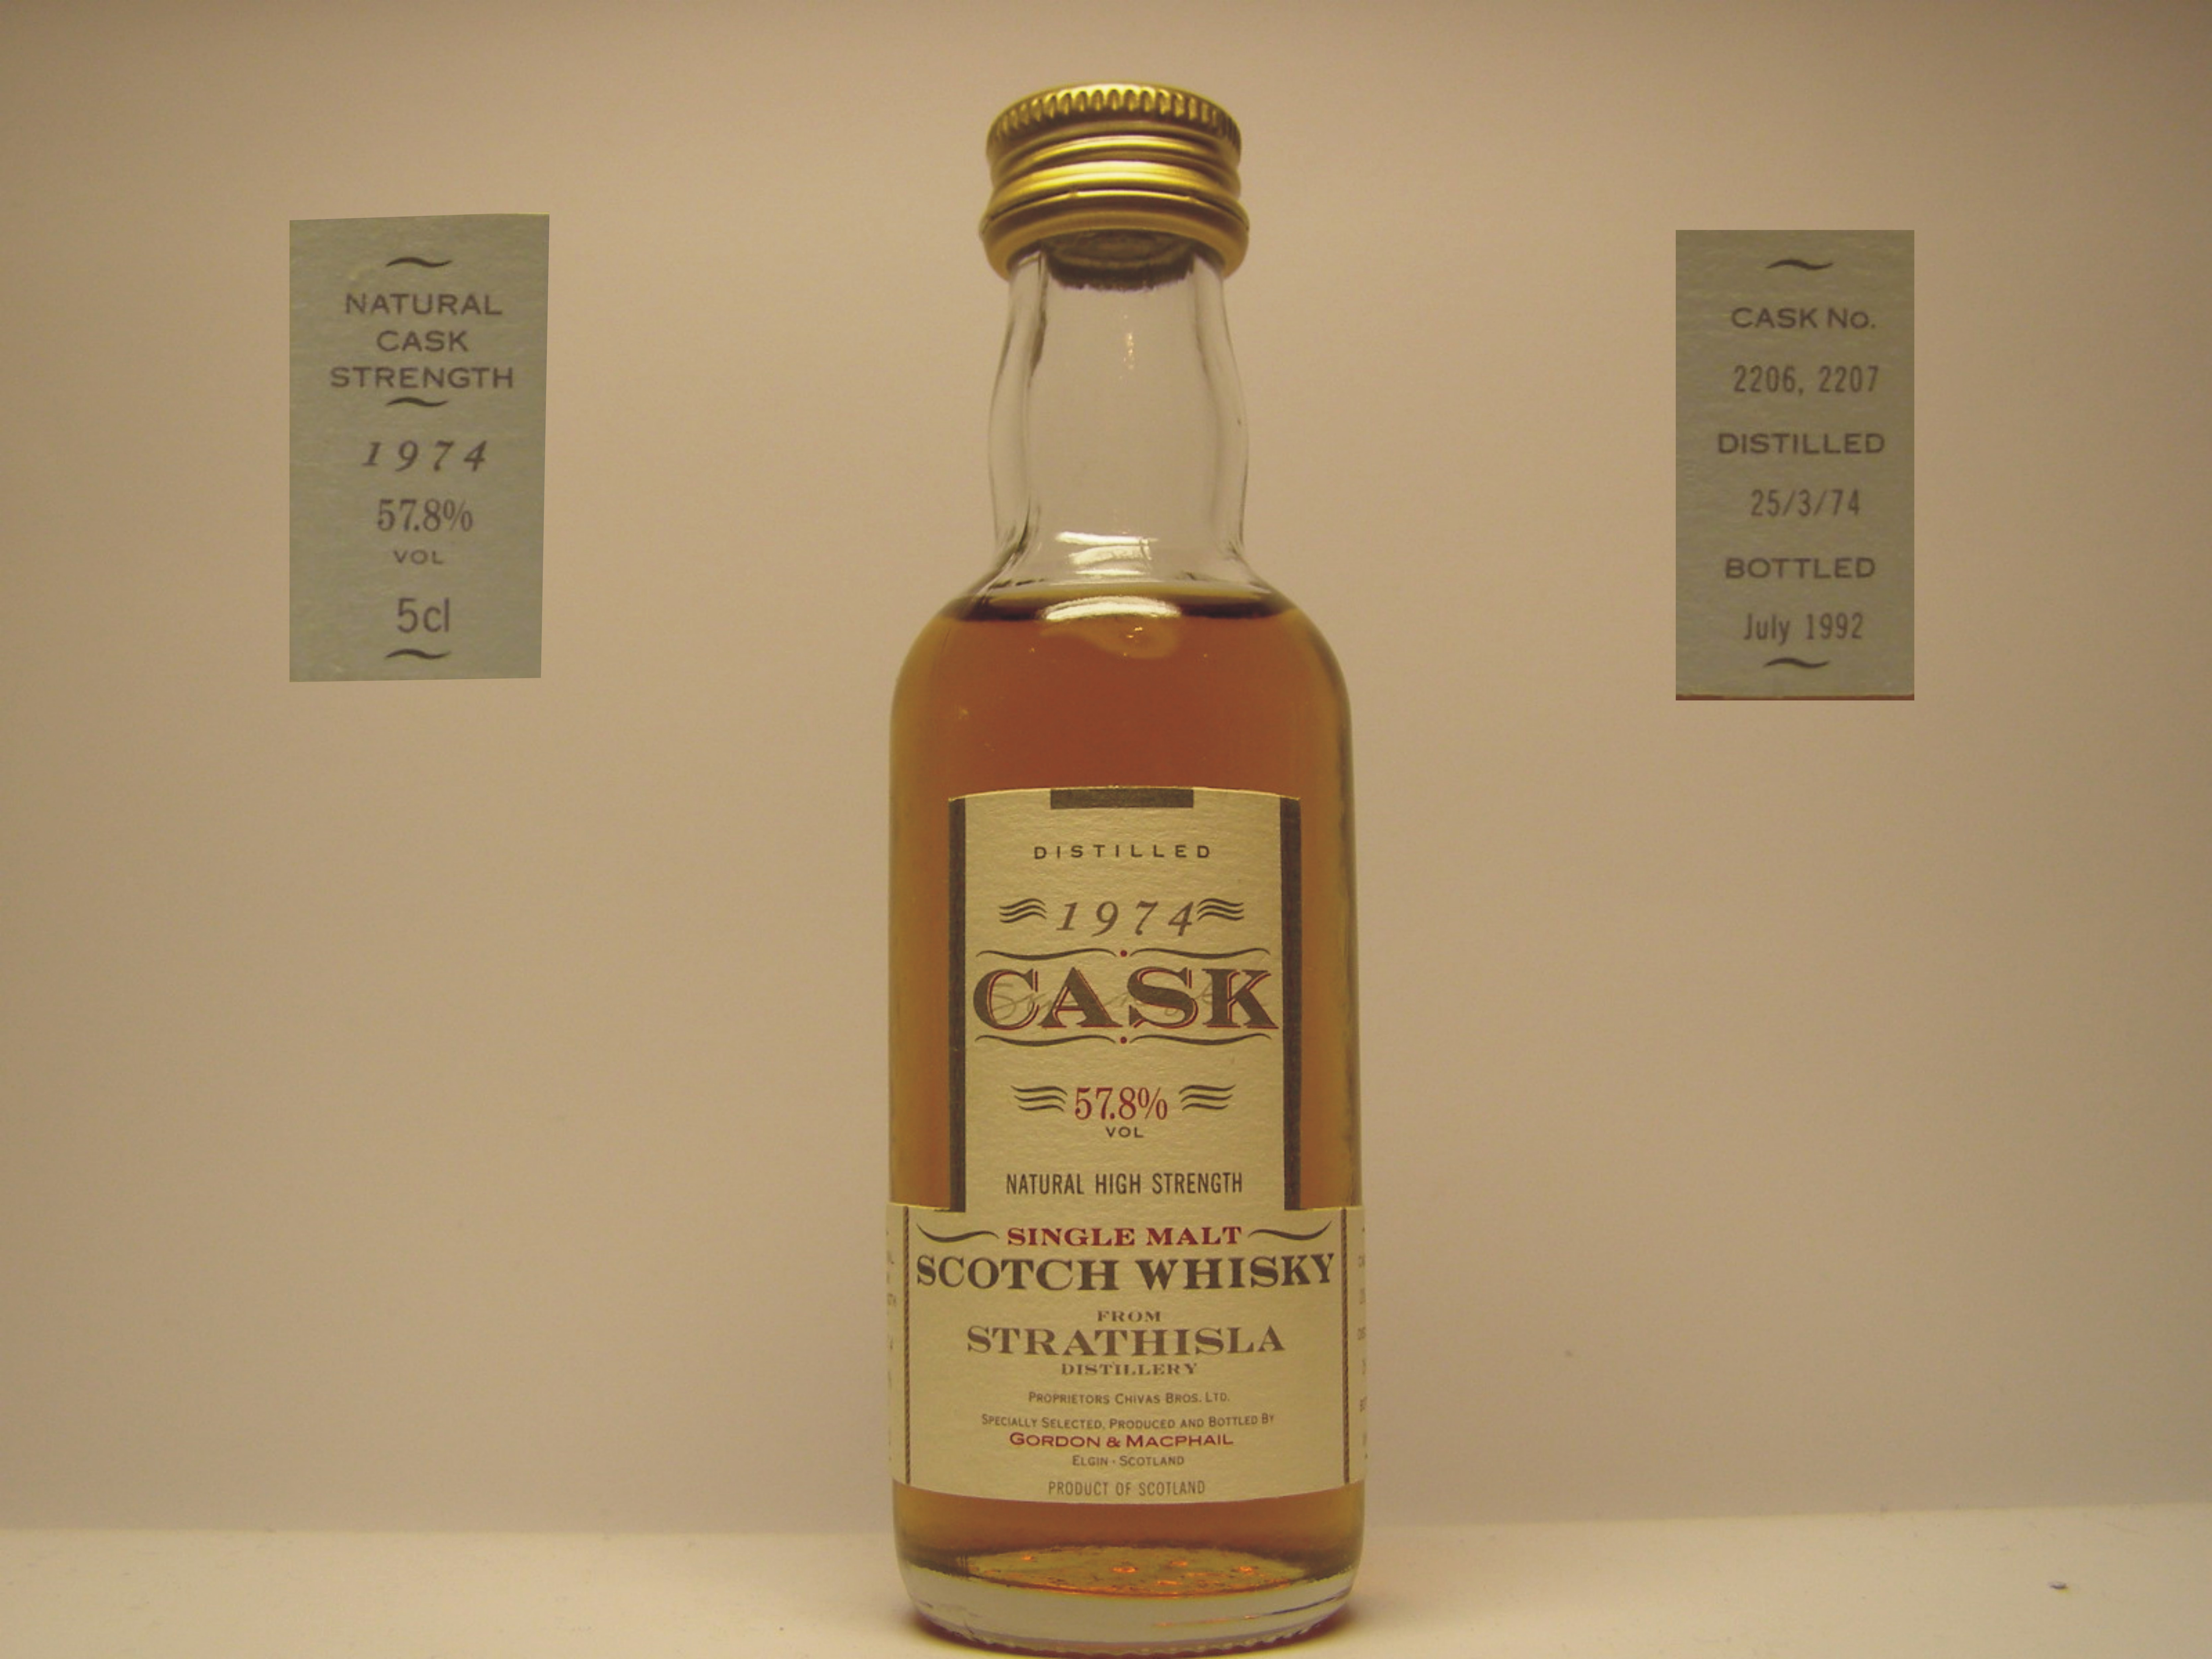 NATURAL
CASK
STRENGTH
1974
57.8%
VOL
5cl
CASK No.
2206, 2207
DISTILLED
25/3/74
BOTTLED
July 1992
DISTILLED
1974
CASK
57.8%
VOL
NATURAL HIGH STRENGTH
SINGLE MALT
SCOTCH WHISKY
FROM
STRATHISLA
DISTILLERY
PROPRIETORS CHIVAS BROS. LTD.
SPECIALLY SELECTED, PRODUCED AND BOTTLED BY
GORDON & MACPHAIL
ELGIN · SCOTLAND
PRODUCT OF SCOTLAND